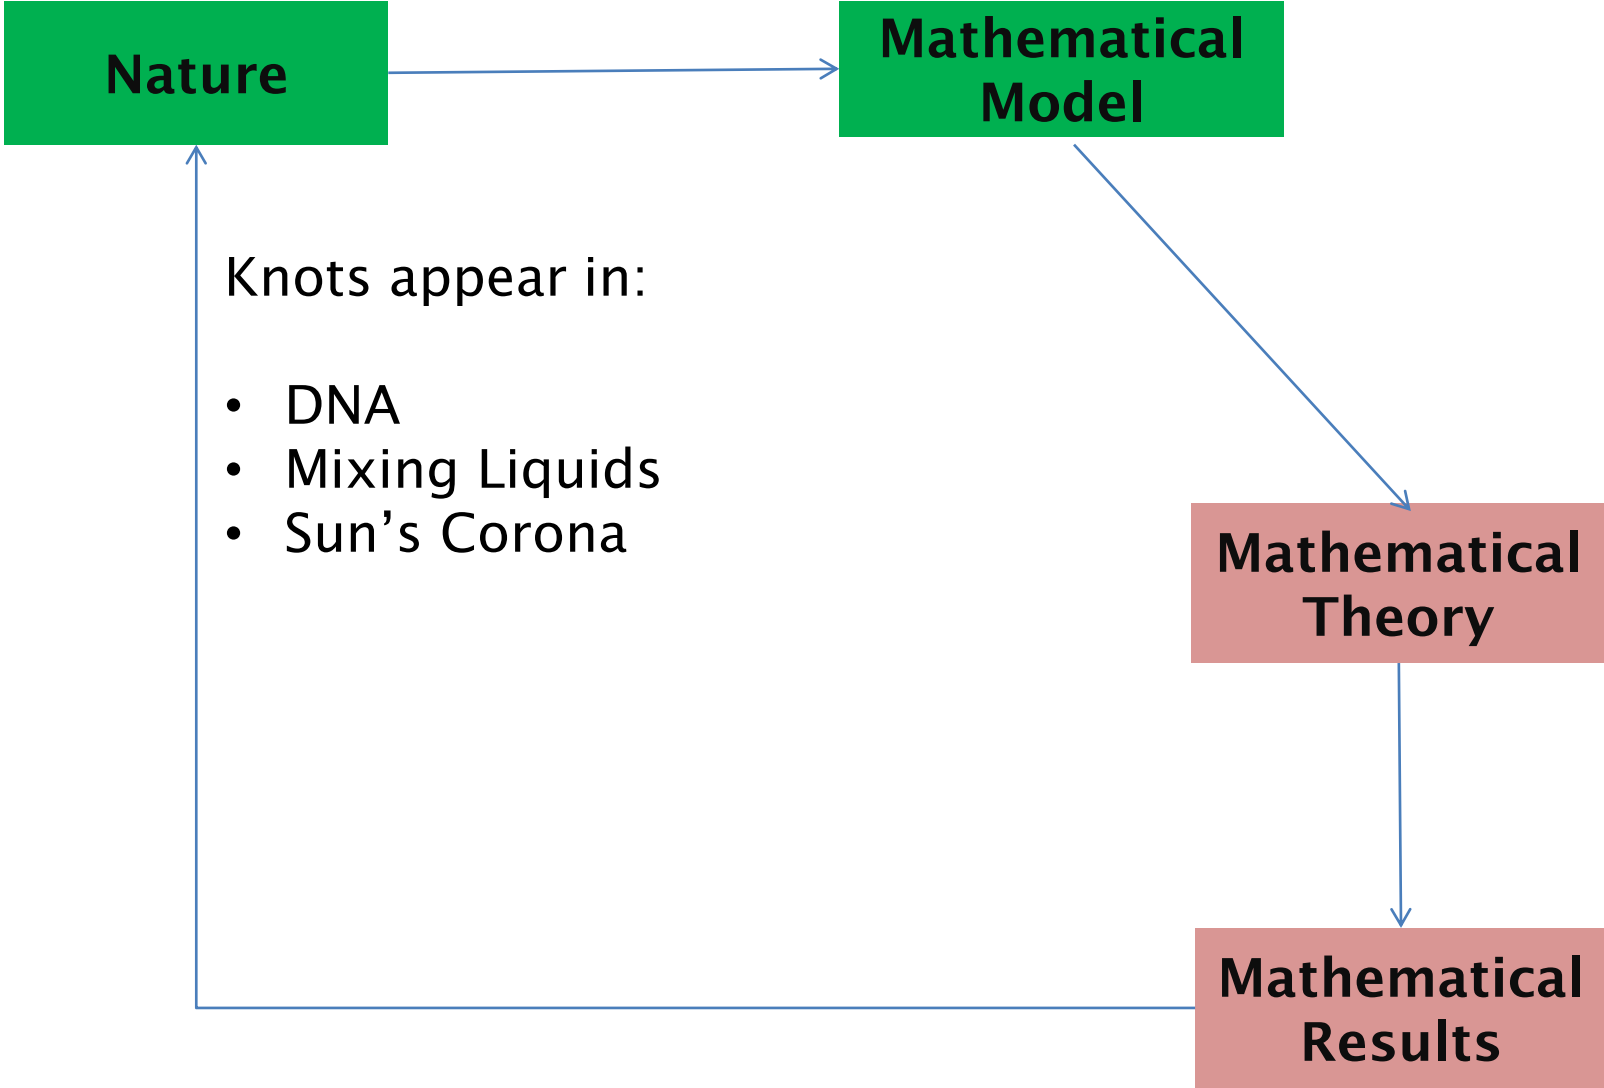 Nature
Mathematical
Model
Knots appear in:
• DNA
• Mixing Liquids
• Sun’s Corona
Mathematical
Theory
Mathematical
Results